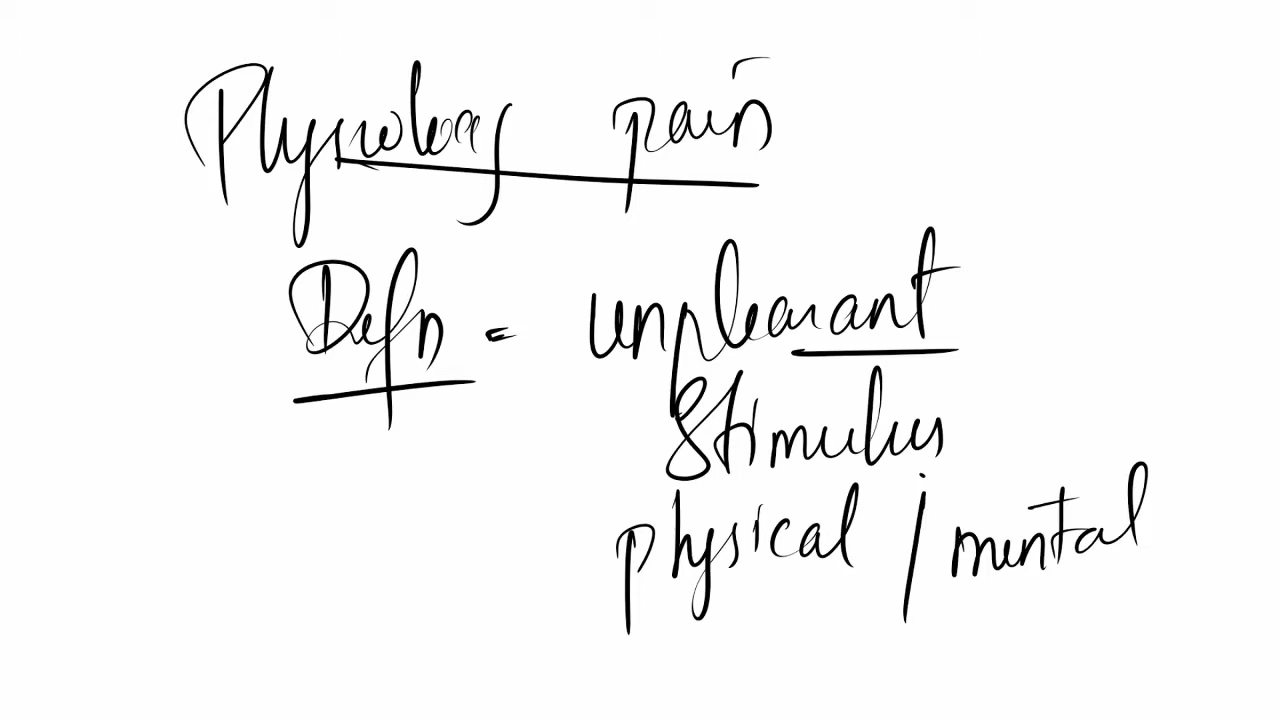 Physiology pain
Defn = unpleasant
stimulus
physical / mental